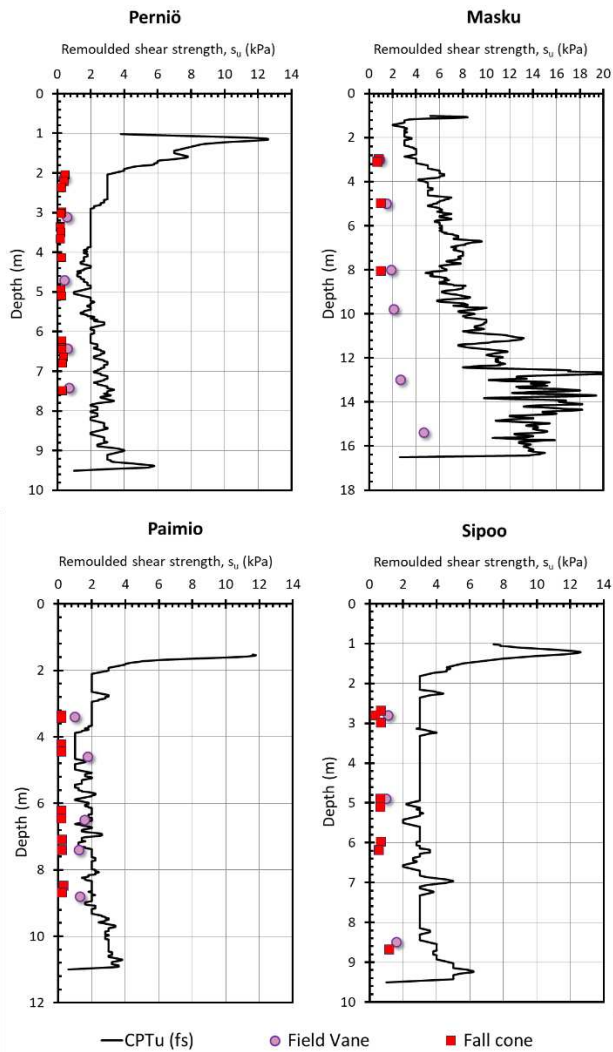 Perniö
Remoulded shear strength, su (kPa)
0 2 4 6 8 10 12 14
Depth (m)
0
1
2
3
4
5
6
7
8
9
10
Masku
Remoulded shear strength, su (kPa)
0 2 4 6 8 10 12 14 16 18 20
Depth (m)
0
2
4
6
8
10
12
14
16
18
Paimio
Remoulded shear strength, su (kPa)
0 2 4 6 8 10 12 14
Depth (m)
0
2
4
6
8
10
12
Sipoo
Remoulded shear strength, su (kPa)
0 2 4 6 8 10 12 14
Depth (m)
0
1
2
3
4
5
6
7
8
9
10
CPTu (fs) Field Vane Fall cone